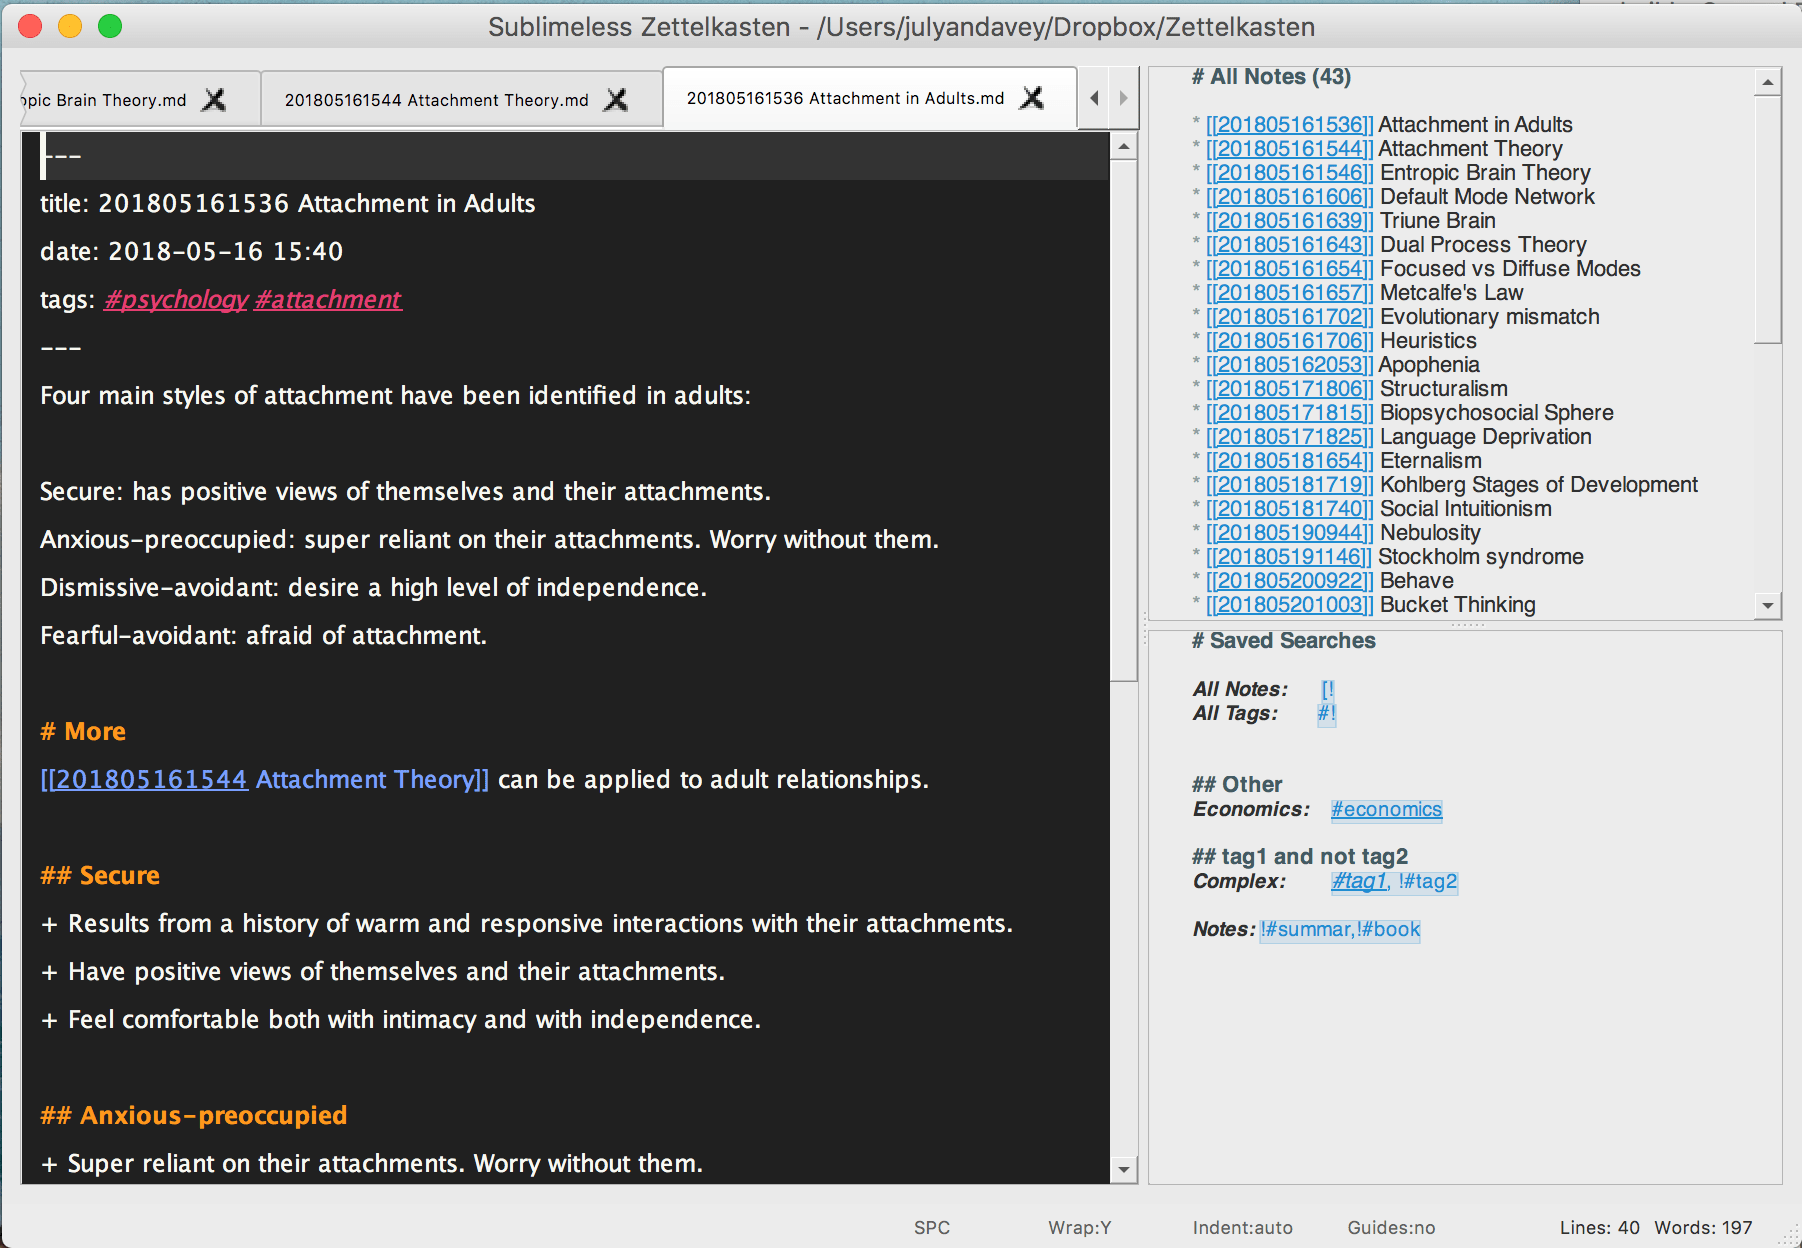 Sublimeless Zettelkasten - /Users/julyandavey/Dropbox/Zettelkasten
opic Brain Theory.md
201805161544 Attachment Theory.md
201805161536 Attachment in Adults.md
---
title: 201805161536 Attachment in Adults
date: 2018-05-16 15:40
tags: #psychology #attachment
---
Four main styles of attachment have been identified in adults:
Secure: has positive views of themselves and their attachments.
Anxious-preoccupied: super reliant on their attachments. Worry without them.
Dismissive-avoidant: desire a high level of independence.
Fearful-avoidant: afraid of attachment.
# More
[[201805161544 Attachment Theory]] can be applied to adult relationships.
## Secure
+ Results from a history of warm and responsive interactions with their attachments.
+ Have positive views of themselves and their attachments.
+ Feel comfortable both with intimacy and with independence.
## Anxious-preoccupied
+ Super reliant on their attachments. Worry without them.
# All Notes (43)
* [[201805161536]] Attachment in Adults
* [[201805161544]] Attachment Theory
* [[201805161546]] Entropic Brain Theory
* [[201805161606]] Default Mode Network
* [[201805161639]] Triune Brain
* [[201805161643]] Dual Process Theory
* [[201805161654]] Focused vs Diffuse Modes
* [[201805161657]] Metcalfe's Law
* [[201805161702]] Evolutionary mismatch
* [[201805161706]] Heuristics
* [[201805162053]] Apophenia
* [[201805171806]] Structuralism
* [[201805171815]] Biopsychosocial Sphere
* [[201805171825]] Language Deprivation
* [[201805181654]] Eternalism
* [[201805181719]] Kohlberg Stages of Development
* [[201805181740]] Social Intuitionism
* [[201805190944]] Nebulosity
* [[201805191146]] Stockholm syndrome
* [[201805200922]] Behave
* [[201805201003]] Bucket Thinking
# Saved Searches
All Notes: [!
All Tags: #!
## Other
Economics: #economics
## tag1 and not tag2
Complex: #tag1, !#tag2
Notes: !#summar,!#book
SPC Wrap:Y Indent:auto Guides:no Lines: 40 Words: 197